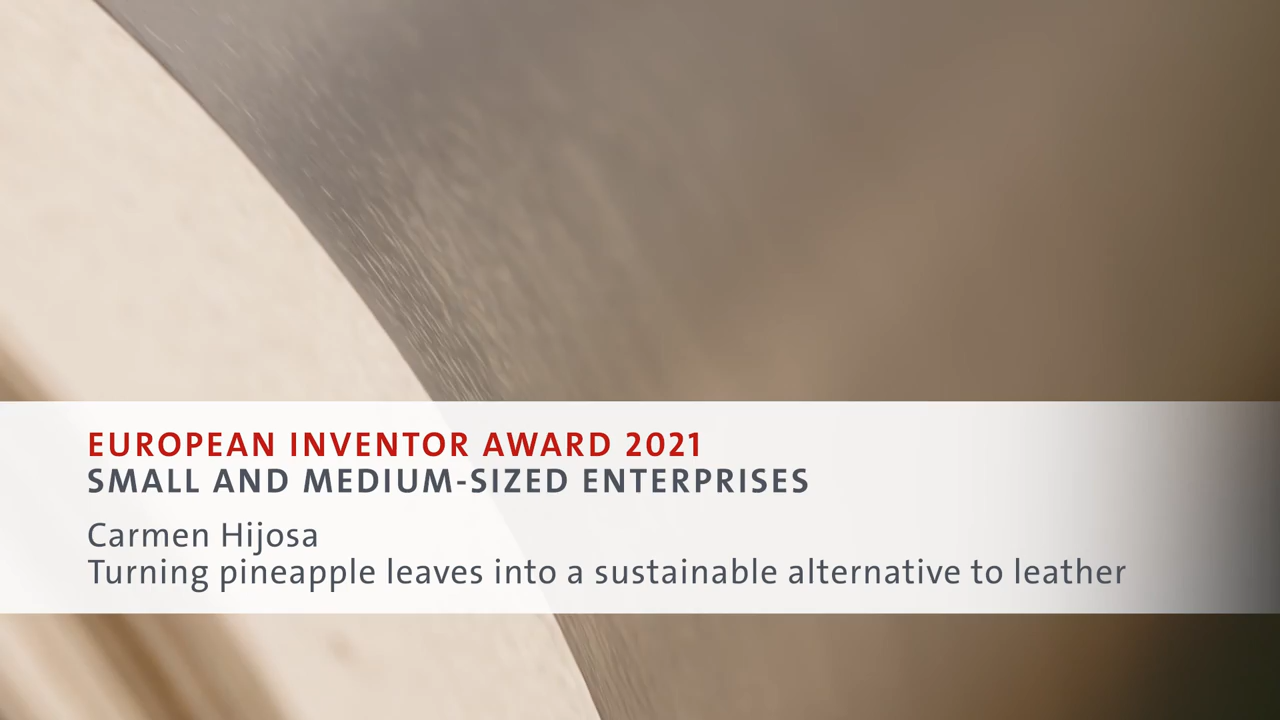 EUROPEAN INVENTOR AWARD 2021
SMALL AND MEDIUM-SIZED ENTERPRISES
Carmen Hijosa
Turning pineapple leaves into a sustainable alternative to leather